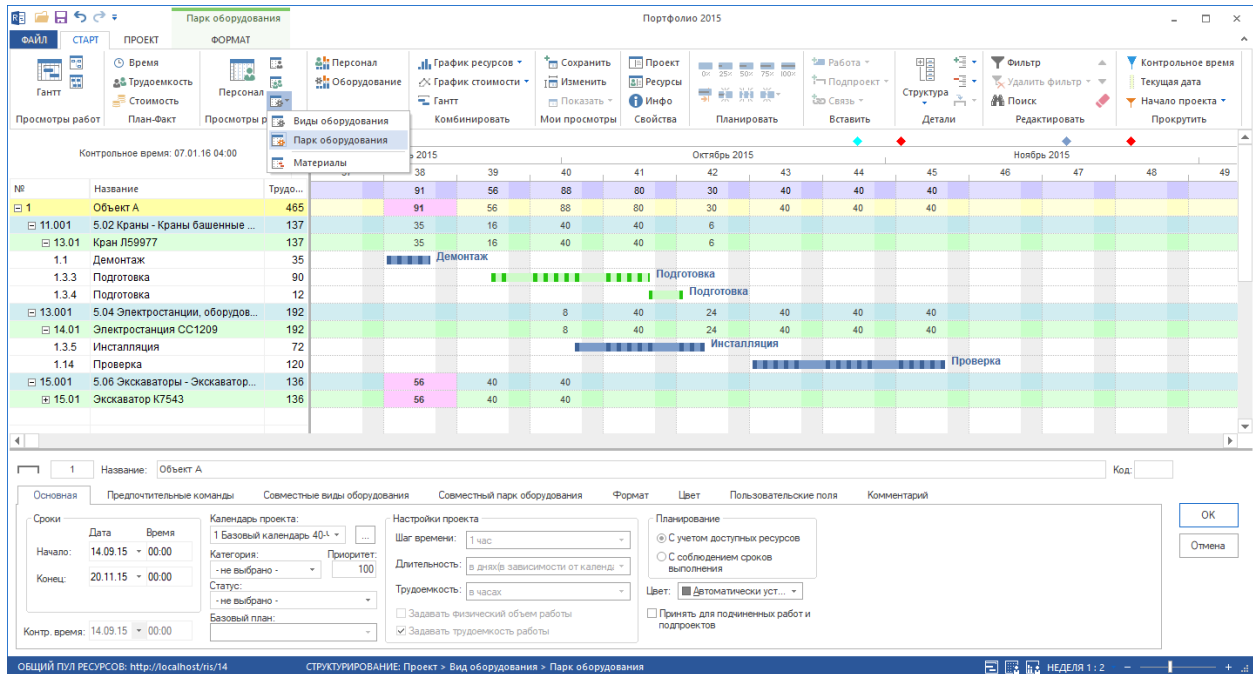 Парк оборудования
Портфолио 2015
ФАЙЛ СТАРТ ПРОЕКТ ФОРМАТ
Гантт
Время
Трудоемкость
Стоимость
Персонал
Персонал
Оборудование
График ресурсов
График стоимости
Гантт
Сохранить
Изменить
Показать
Проект
Ресурсы
Инфо
0× 25× 50× 75× 100×
Работа
Подпроект
Связь
Структура
Фильтр
Удалить фильтр
Поиск
Контрольное время
Текущая дата
Начало проекта
Просмотры работ План-Факт Просмотры р Комбинировать Мои просмотры Свойства Планировать Вставить Детали Редактировать Прокрутить
Виды оборудования
Парк оборудования
Материалы
Контрольное время: 07.01.16 04:00
ь 2015 Октябрь 2015 Ноябрь 2015
38 39 40 41 42 43 44 45 46 47 48 49
№ Название Трудо... 91 56 88 80 30 40 40 40
1 Объект А 465 91 56 88 80 30 40 40 40
11.001 5.02 Краны - Краны башенные ... 137 35 16 40 40 6
13.01 Кран Л59977 137 35 16 40 40 6
1.1 Демонтаж 35 Демонтаж
1.3.3 Подготовка 90 Подготовка
1.3.4 Подготовка 12 Подготовка
13.001 5.04 Электростанции, оборудов... 192 8 40 24 40 40 40
14.01 Электростанция СС1209 192 8 40 24 40 40 40
1.3.5 Инсталляция 72 Инсталляция
1.14 Проверка 120 Проверка
15.001 5.06 Экскаваторы - Экскаватор... 136 56 40 40
15.01 Экскаватор К7543 136 56 40 40
1 Название: Объект А Код:
Основная Предпочтительные команды Совместные виды оборудования Совместный парк оборудования Формат Цвет Пользовательские поля Комментарий
Сроки
Дата Время
Начало: 14.09.15 00:00
Конец: 20.11.15 00:00
Контр. время: 14.09.15 00:00
Календарь проекта:
1 Базовый календарь 40- ...
Категория: Приоритет:
- не выбрано - 100
Статус:
- не выбрано -
Базовый план:
Настройки проекта
Шаг времени: 1 час
Длительность: в днях(в зависимости от календ
Трудоемкость: в часах
Задавать физический объем работы
Задавать трудоемкость работы
Планирование
С учетом доступных ресурсов
С соблюдением сроков
выполнения
Цвет: Автоматически уст...
Принять для подчиненных работ и
подпроектов
OK
Отмена
ОБЩИЙ ПУЛ РЕСУРСОВ: http://localhost/ris/14 СТРУКТУРИРОВАНИЕ: Проект > Вид оборудования > Парк оборудования НЕДЕЛЯ 1 : 2